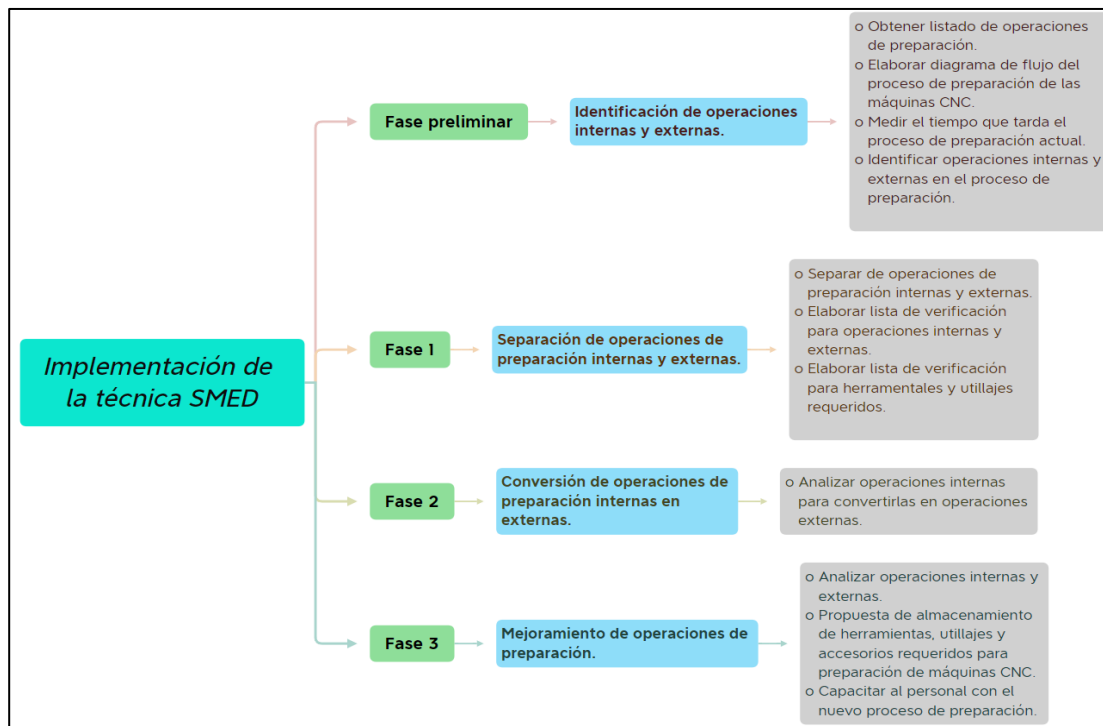 Implementación de
la técnica SMED
Fase preliminar
Identificación de operaciones
internas y externas.
o Obtener listado de operaciones
de preparación.
o Elaborar diagrama de flujo del
proceso de preparación de las
máquinas CNC.
o Medir el tiempo que tarda el
proceso de preparación actual.
o Identificar operaciones internas y
externas en el proceso de
preparación.
Fase 1
Separación de operaciones de
preparación internas y externas.
o Separar de operaciones de
preparación internas y externas.
o Elaborar lista de verificación
para operaciones internas y
externas.
o Elaborar lista de verificación
para herramentales y utillajes
requeridos.
Fase 2
Conversión de operaciones de
preparación internas en
externas.
o Analizar operaciones internas
para convertirlas en operaciones
externas.
Fase 3
Mejoramiento de operaciones de
preparación.
o Analizar operaciones internas y
externas.
o Propuesta de almacenamiento
de herramientas, utillajes y
accesorios requeridos para
preparación de máquinas CNC.
o Capacitar al personal con el
nuevo proceso de preparación.